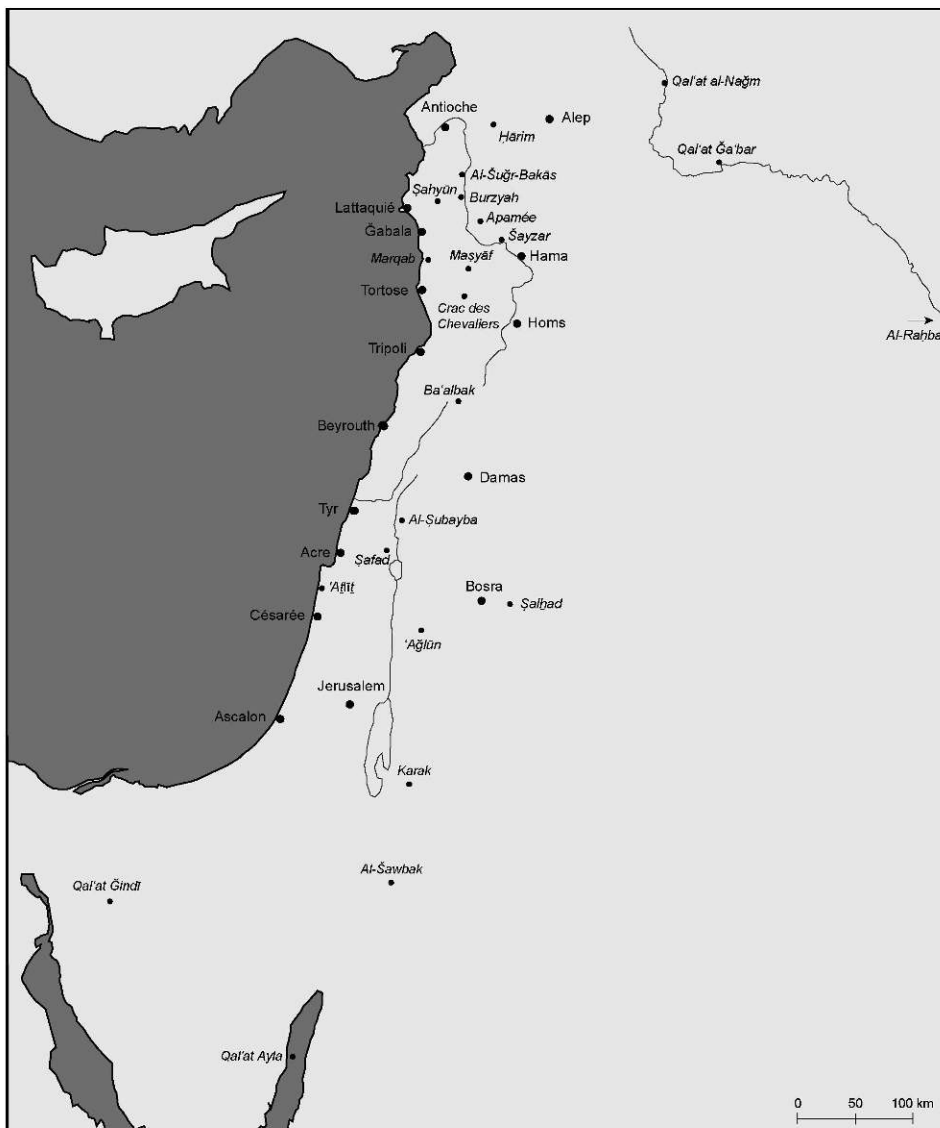 Qal'at al-Nağm
Antioche
Alep
Ḥārim
Qal'at Ğa'bar
Al-Šuğr-Bakās
Ṣahyūn
Burzyah
Lattaquié
Apamée
Ğabala
Šayzar
Marqab
Maṣyāf
Hama
Tortose
Crac des
Chevaliers
Homs
Al-Raḥba
Tripoli
Ba'albak
Beyrouth
Damas
Tyr
Al-Ṣubayba
Acre
Ṣafad
'Aṯlīṯ
Bosra
Ṣalḫad
Césarée
'Ağlūn
Jerusalem
Ascalon
Karak
Al-Šawbak
Qal'at Ğindī
Qal'at Ayla
0 50 100 km